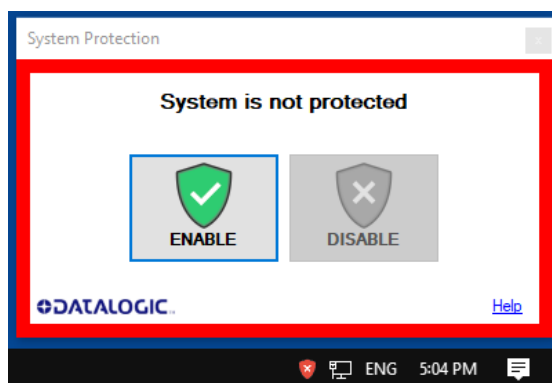 System Protection
System is not protected
ENABLE
DISABLE
DATALOGIC
Help
ENG 5:04 PM